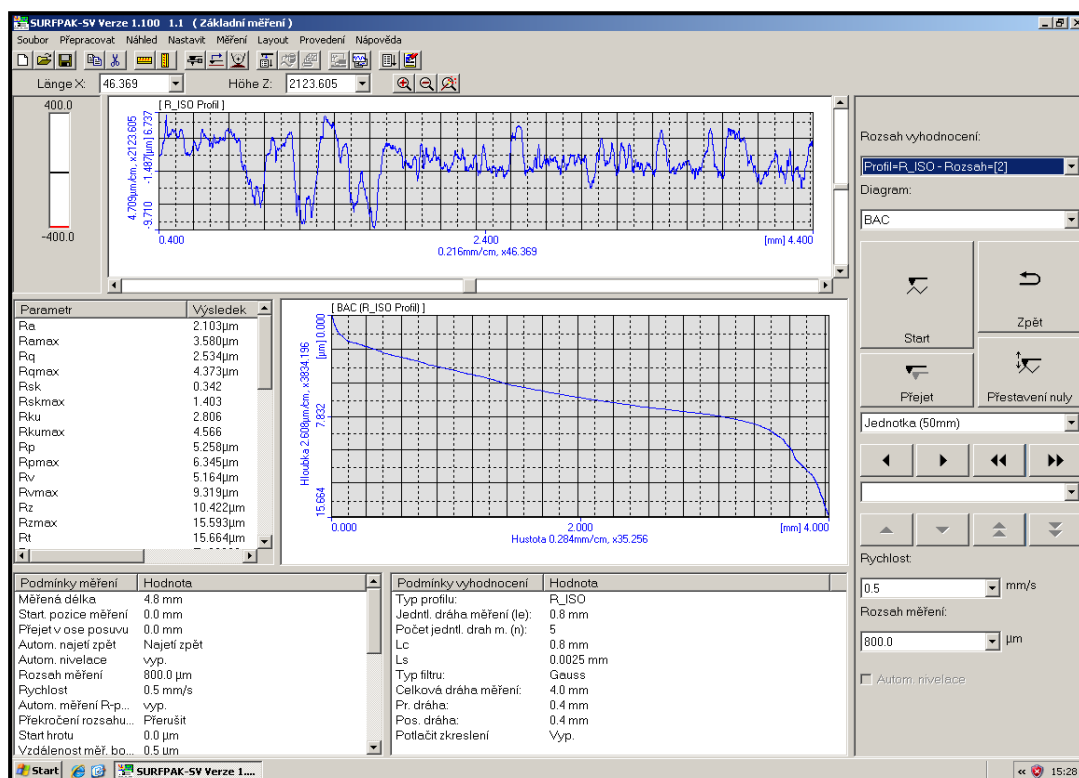 SURFPAK-SV Verze 1.100 1.1 ( Základní měření )
Soubor Přepracovat Náhled Nastavit Měření Layout Provedení Nápověda
Länge X: 46.369 Höhe Z: 2123.605
400.0
-400.0
[ R_ISO Profil ]
4.709µm/cm, x2123.605
-9.710 -1.487[µm] 6.737
0.400 2.400 [mm] 4.400
0.216mm/cm, x46.369
Rozsah vyhodnocení:
Profil=R_ISO - Rozsah=[2]
Diagram:
BAC
Start
Zpět
Přejet
Přestavení nuly
Jednotka (50mm)
Rychlost:
0.5 mm/s
Rozsah měření:
800.0 µm
Autom. nivelace
Parametr Výsledek
Ra 2.103µm
Ramax 3.580µm
Rq 2.534µm
Rqmax 4.373µm
Rsk 0.342
Rskmax 1.403
Rku 2.806
Rkumax 4.566
Rp 5.258µm
Rpmax 6.345µm
Rv 5.164µm
Rvmax 9.319µm
Rz 10.422µm
Rzmax 15.593µm
Rt 15.664µm
[ BAC (R_ISO Profil) ]
Hloubka 2.608µm/cm, x3834.196
15.664 7.832 [µm] 0.000
0.000 2.000 [mm] 4.000
Hustota 0.284mm/cm, x35.256
Podmínky měření Hodnota
Měřená délka 4.8 mm
Start. pozice měření 0.0 mm
Přejet v ose posuvu 0.0 mm
Autom. najetí zpět Najetí zpět
Autom. nivelace vyp.
Rozsah měření 800.0 µm
Rychlost 0.5 mm/s
Autom. měření R-p... vyp.
Překročení rozsahu... Přerušit
Start hrotu 0.0 µm
Vzdálenost měř. bo... 0.5 µm
Podmínky vyhodnocení Hodnota
Typ profilu: R_ISO
Jedntl. dráha měření (le): 0.8 mm
Počet jedntl. drah m. (n): 5
Lc 0.8 mm
Ls 0.0025 mm
Typ filtru: Gauss
Celková dráha měření: 4.0 mm
Pr. dráha: 0.4 mm
Pos. dráha: 0.4 mm
Potlačit zkreslení Vyp.
Start SURFPAK-SV Verze 1.... « 15:28